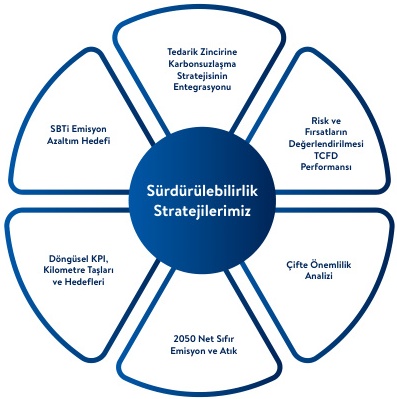 Tedarik Zincirine
Karbonsuzlaşma
Stratejisinin
Entegrasyonu
Risk ve
Fırsatların
Değerlendirilmesi
TCFD
Performansı
Çifte Önemlilik
Analizi
2050 Net Sıfır
Emisyon ve Atık
Döngüsel KPI,
Kilometre Taşları
ve Hedefleri
SBTi Emisyon
Azaltım Hedefi
Sürdürülebilirlik
Stratejilerimiz